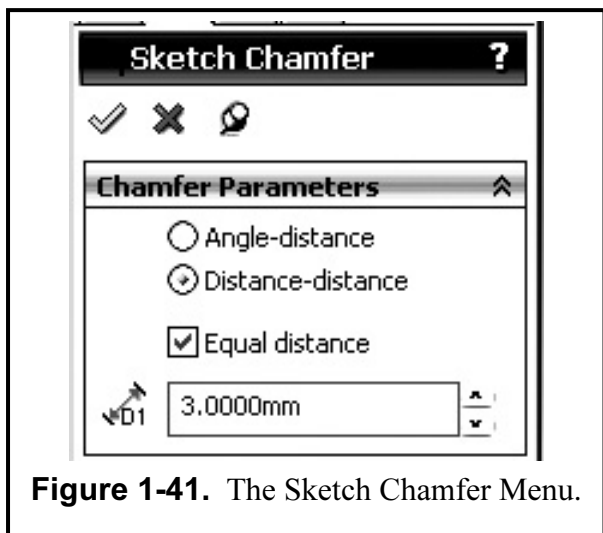 Sketch Chamfer ?
Chamfer Parameters
Angle-distance
Distance-distance
Equal distance
D1 3.0000mm
Figure 1-41. The Sketch Chamfer Menu.